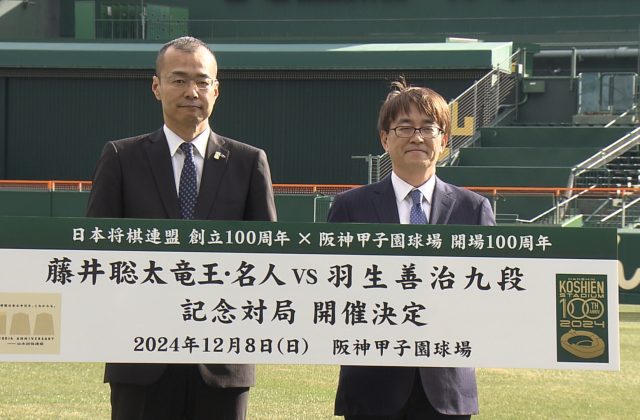 日本将棋連盟 創立100周年 × 阪神甲子園球場 開場100周年
藤井聡太竜王・名人 VS 羽生善治九段
記念対局 開催決定
2024年12月8日(日) 阪神甲子園球場
100th ANNIVERSARY
KOSHIEN
STADIUM
100TH
2024